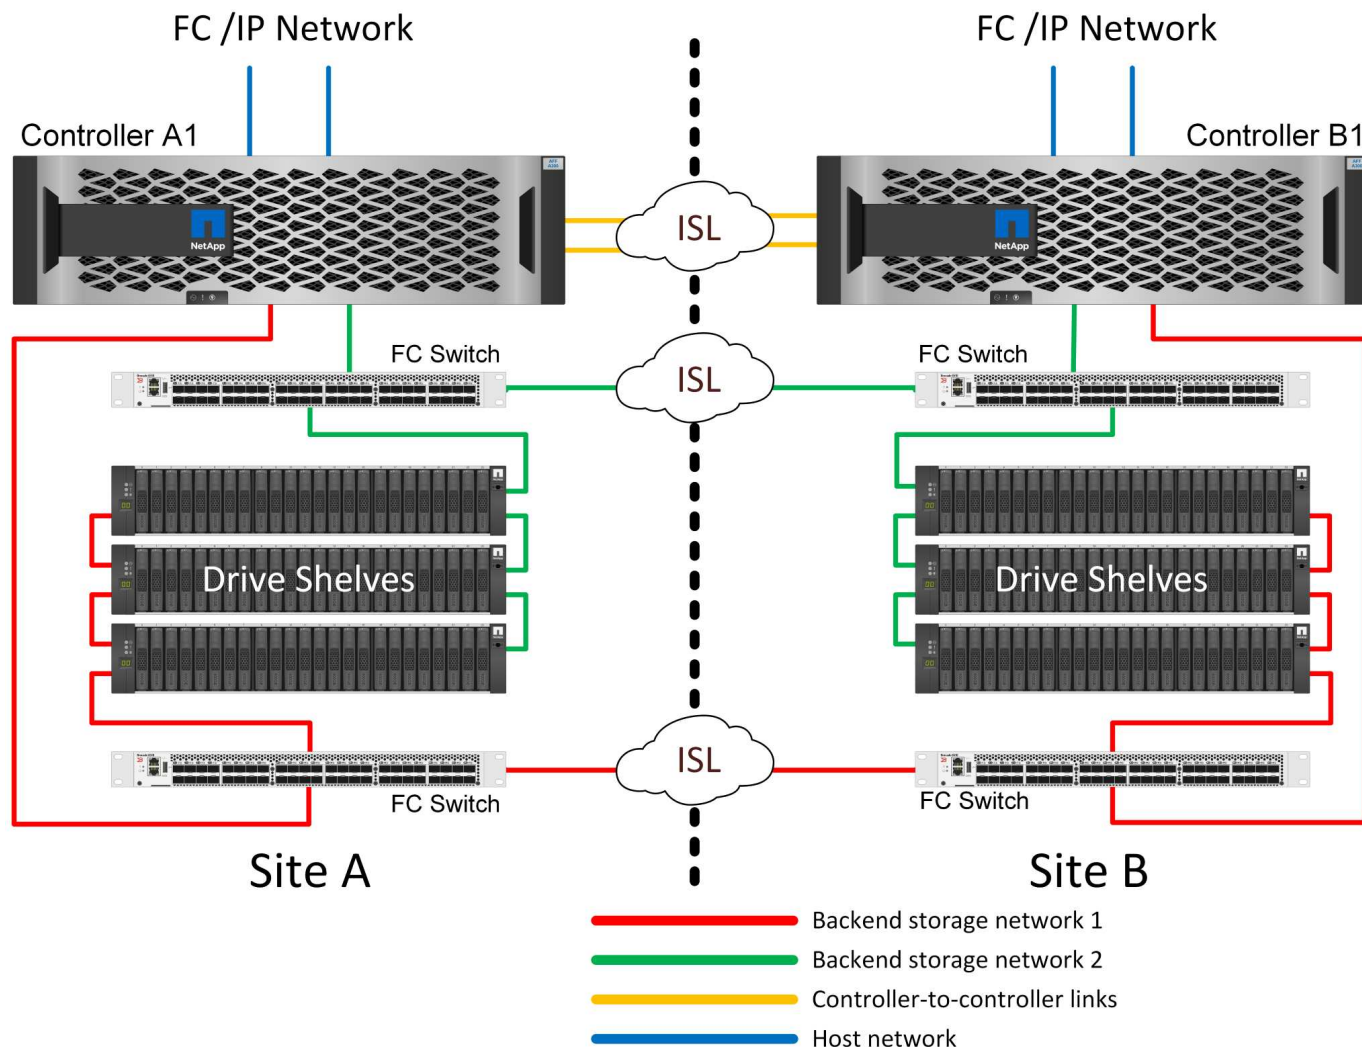 FC /IP Network
FC /IP Network
Controller A1
Controller B1
NetApp
ISL
NetApp
FC Switch
ISL
FC Switch
Drive Shelves
Drive Shelves
ISL
FC Switch
FC Switch
Site A
Site B
Backend storage network 1
Backend storage network 2
Controller-to-controller links
Host network